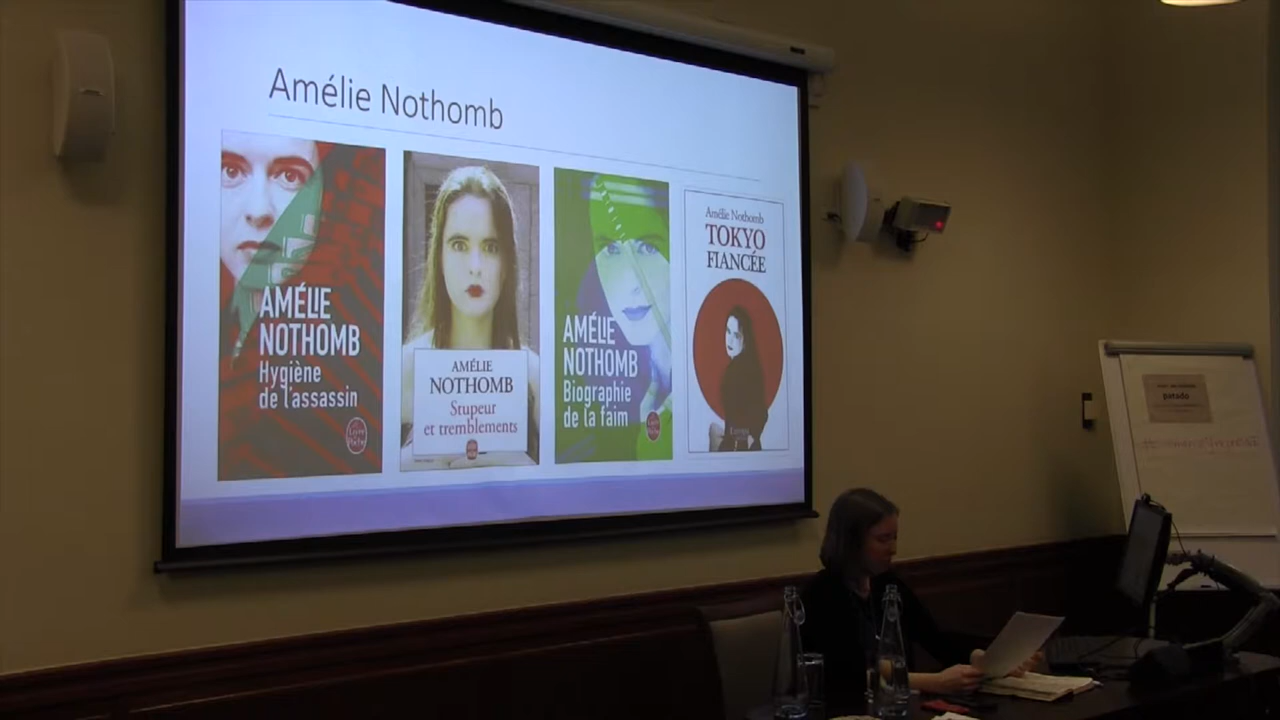 Amélie Nothomb
AMÉLIE
NOTHOMB
Hygiène
de l'assassin
AMÉLIE
NOTHOMB
Stupeur
et tremblements
AMÉLIE
NOTHOMB
Biographie
de la faim
Amélie Nothomb
TOKYO
FIANCÉE